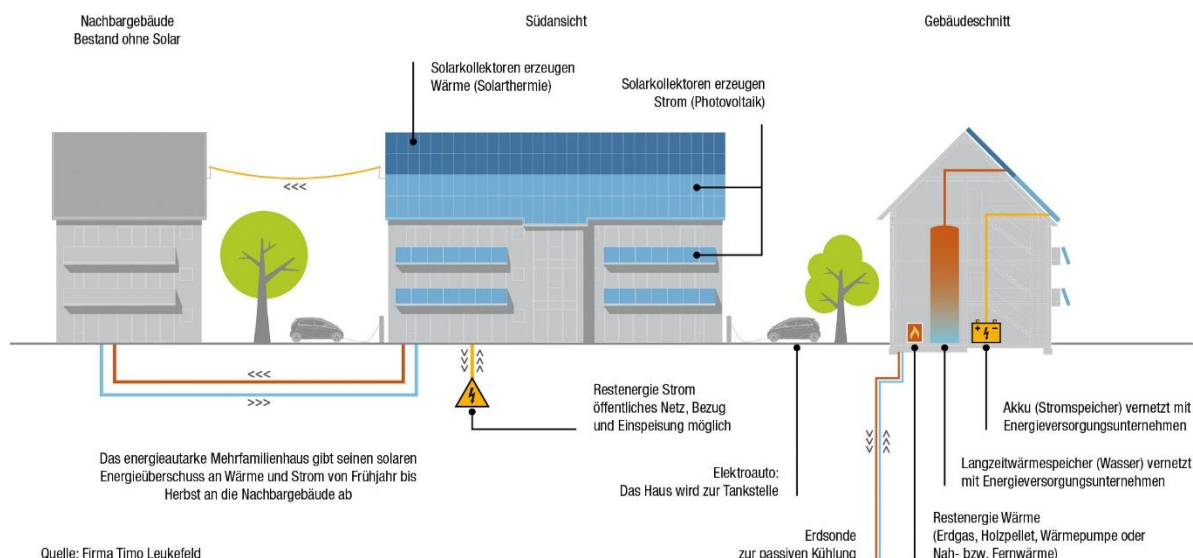 Nachbargebäude
Bestand ohne Solar
Südansicht
Gebäudeschnitt
Solarkollektoren erzeugen
Wärme (Solarthermie)
Solarkollektoren erzeugen
Strom (Photovoltaik)
<<<
<<<
>>>
Restenergie Strom
öffentliches Netz, Bezug
und Einspeisung möglich
Das energieautarke Mehrfamilienhaus gibt seinen solaren
Energieüberschuss an Wärme und Strom von Frühjahr bis
Herbst an die Nachbargebäude ab
Elektroauto:
Das Haus wird zur Tankstelle
Akku (Stromspeicher) vernetzt mit
Energieversorgungsunternehmen
Langzeitwärmespeicher (Wasser) vernetzt
mit Energieversorgungsunternehmen
Erdsonde
zur passiven Kühlung
Restenergie Wärme
(Erdgas, Holzpellet, Wärmepumpe oder
Nah- bzw. Fernwärme)
Quelle: Firma Timo Leukefeld